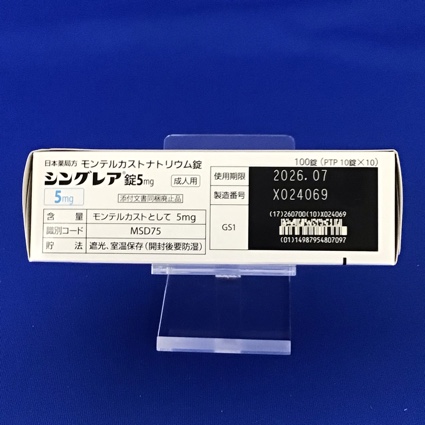 日本薬局方 モンテルカストナトリウム錠
シングレア®錠5mg 成人用
5mg 添付文書同梱廃止品
含量 モンテルカストとして 5mg
識別コード MSD75
貯法 遮光、室温保存(開封後要防湿)
100錠(PTP 10錠×10)
使用期限 2026.07
製造番号 X024069
GS1
(17)260700(10)X024069
(01)14987954807097